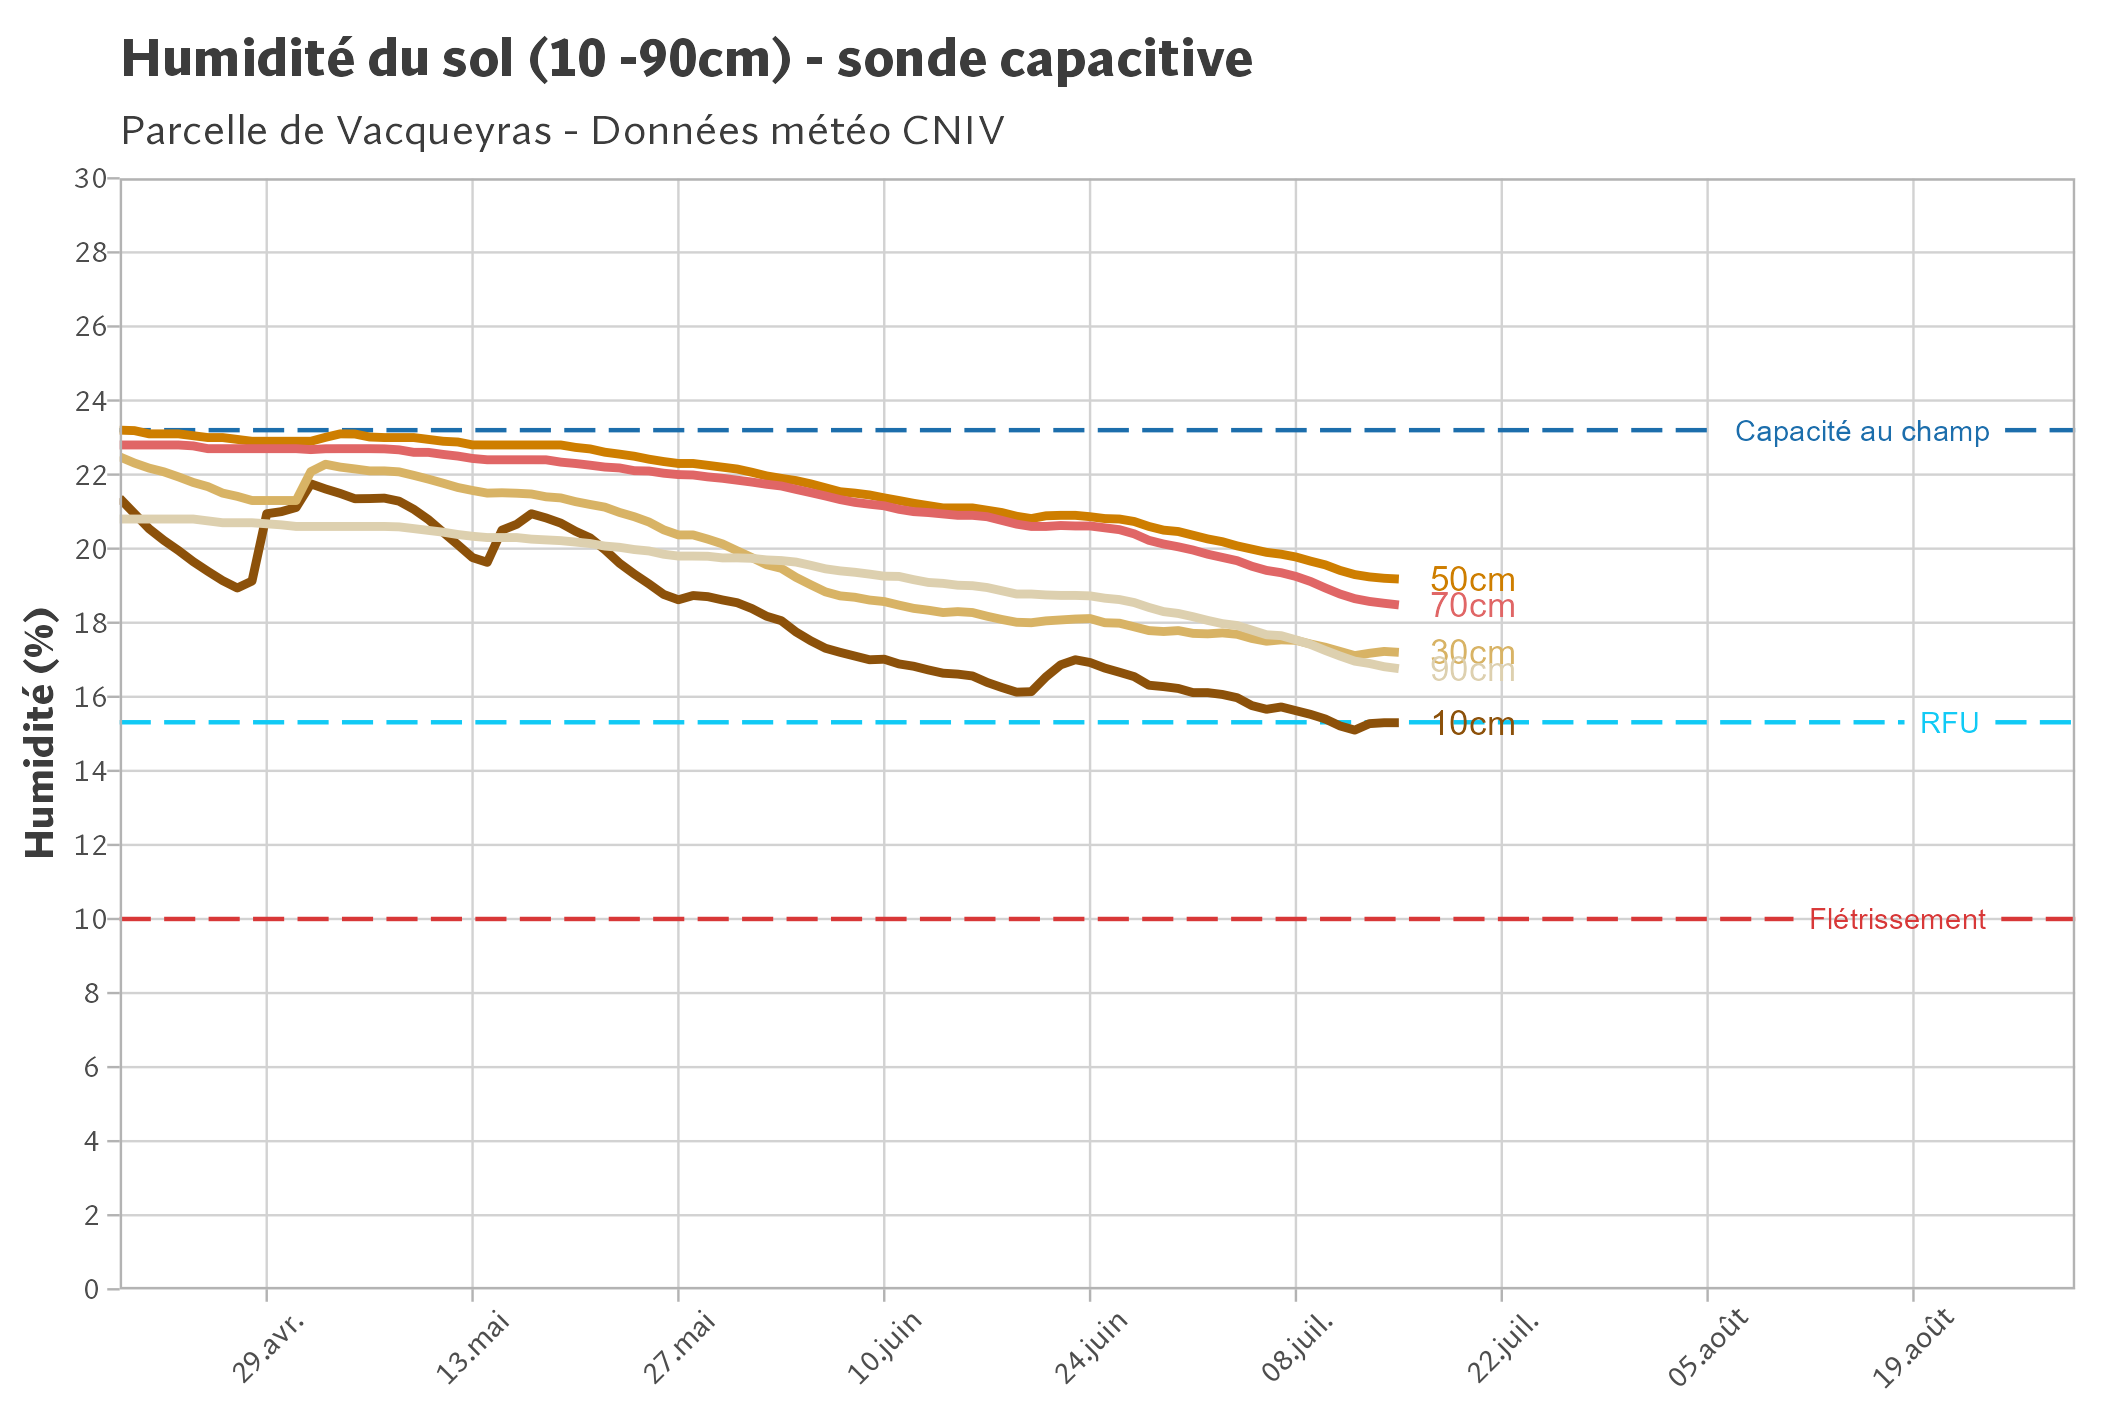 Humidité du sol (10 -90cm) - sonde capacitive
Parcelle de Vacqueyras - Données météo CNIV
Humidité (%)
30
28
26
24
22
20
18
16
14
12
10
8
6
4
2
0
Capacité au champ
50cm
70cm
30cm
90cm
10cm
RFU
Flétrissement
29.avr.
13.mai
27.mai
10.juin
24.juin
08.juil.
22.juil.
05.août
19.août